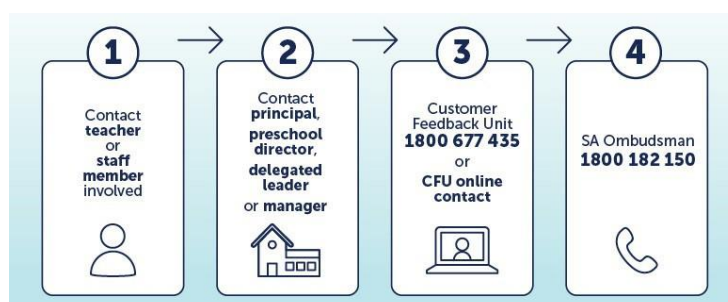 1
Contact
teacher
or
staff
member
involved
2
Contact
principal,
preschool
director,
delegated
leader
or manager
3
Customer
Feedback Unit
1800 677 435
or
CFU online
contact
4
SA Ombudsman
1800 182 150